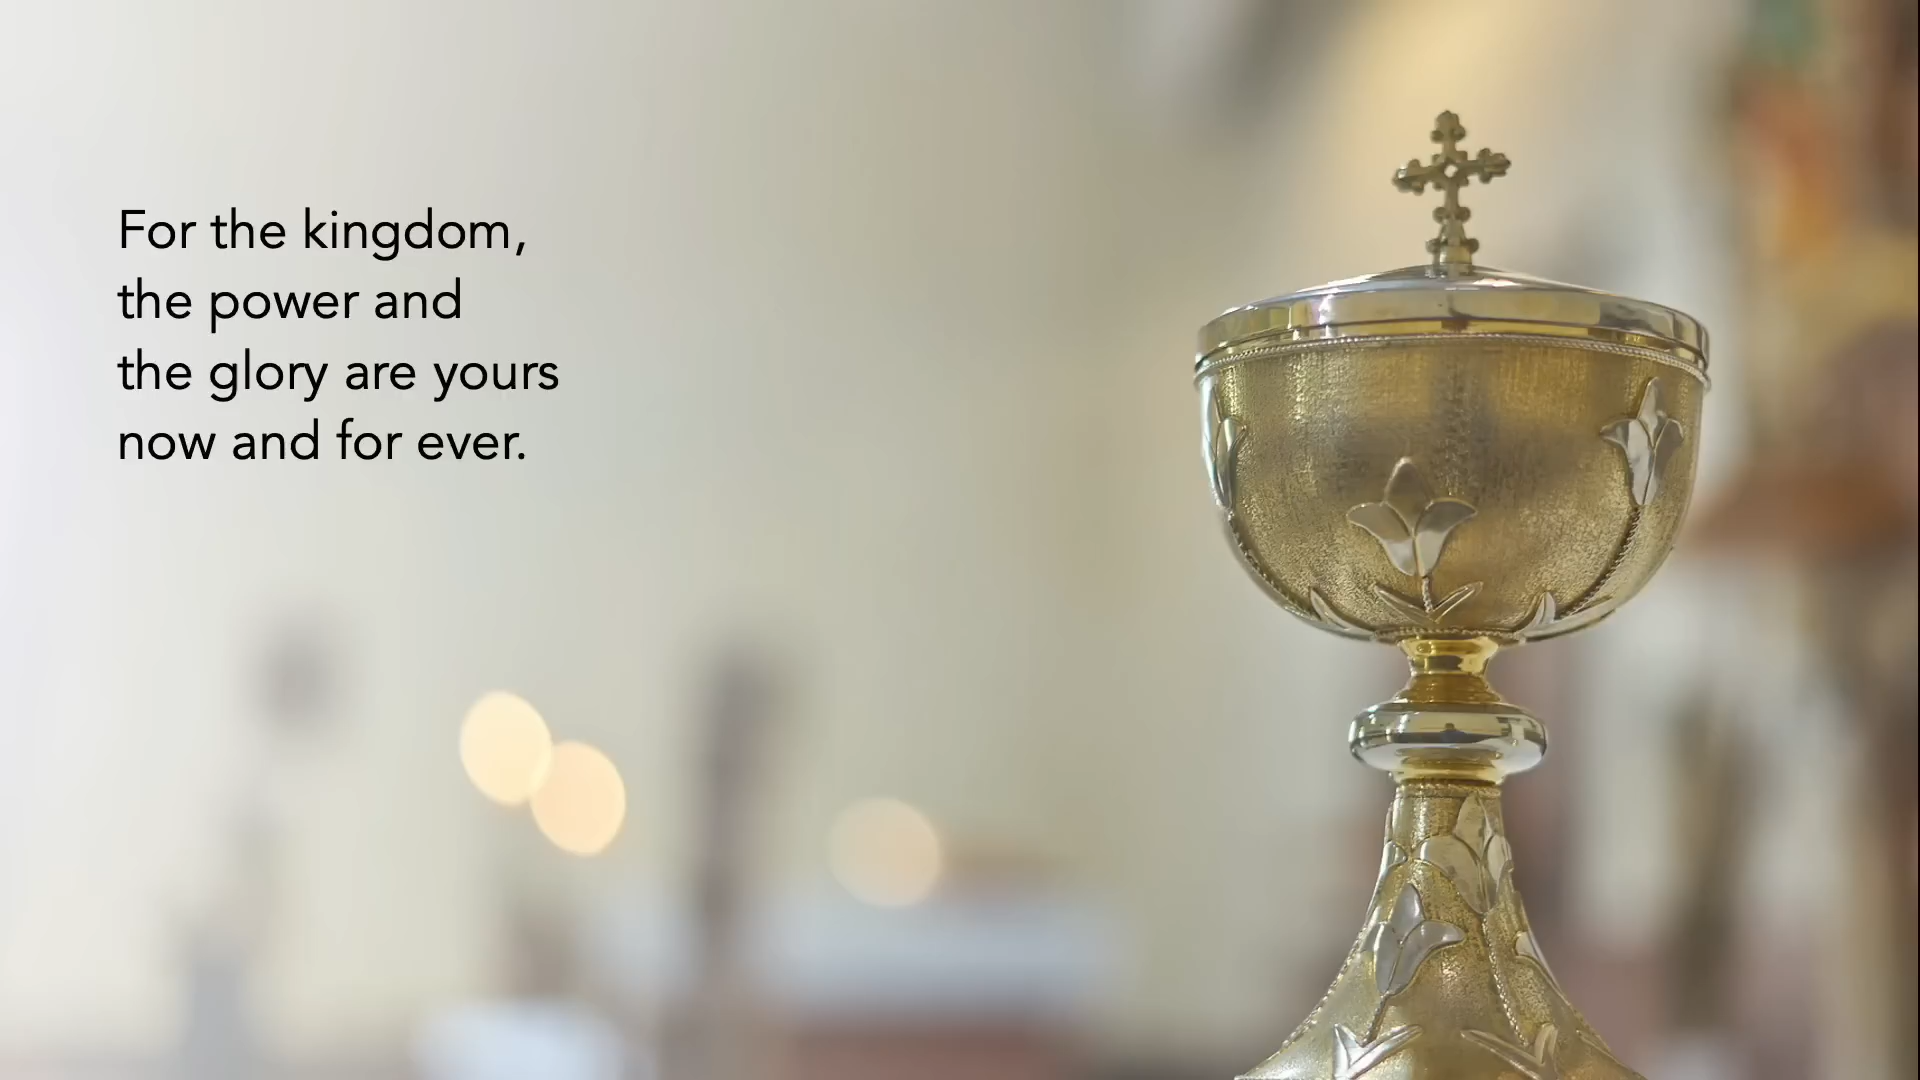 For the kingdom,
the power and
the glory are yours
now and for ever.